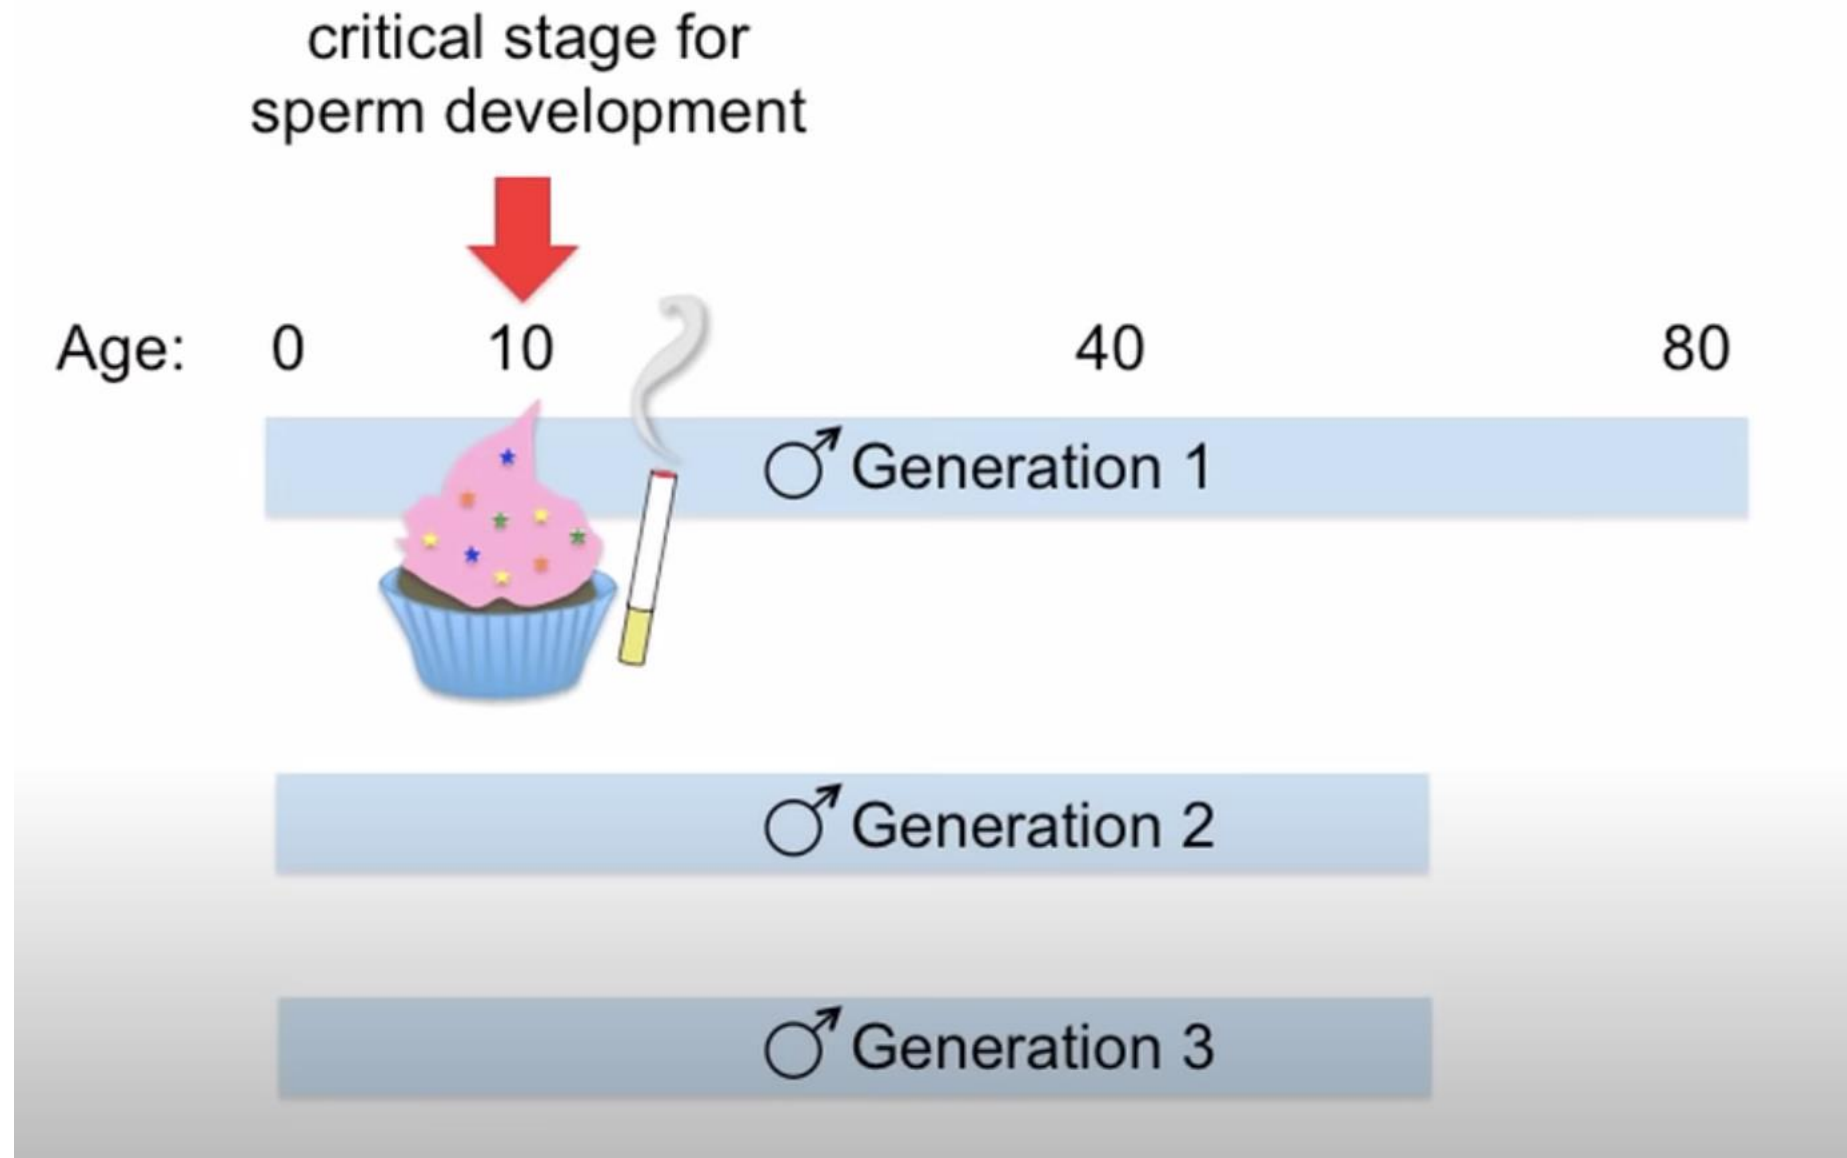 critical stage for
sperm development
Age: 0 10 40 80
♂ Generation 1
♂ Generation 2
♂ Generation 3